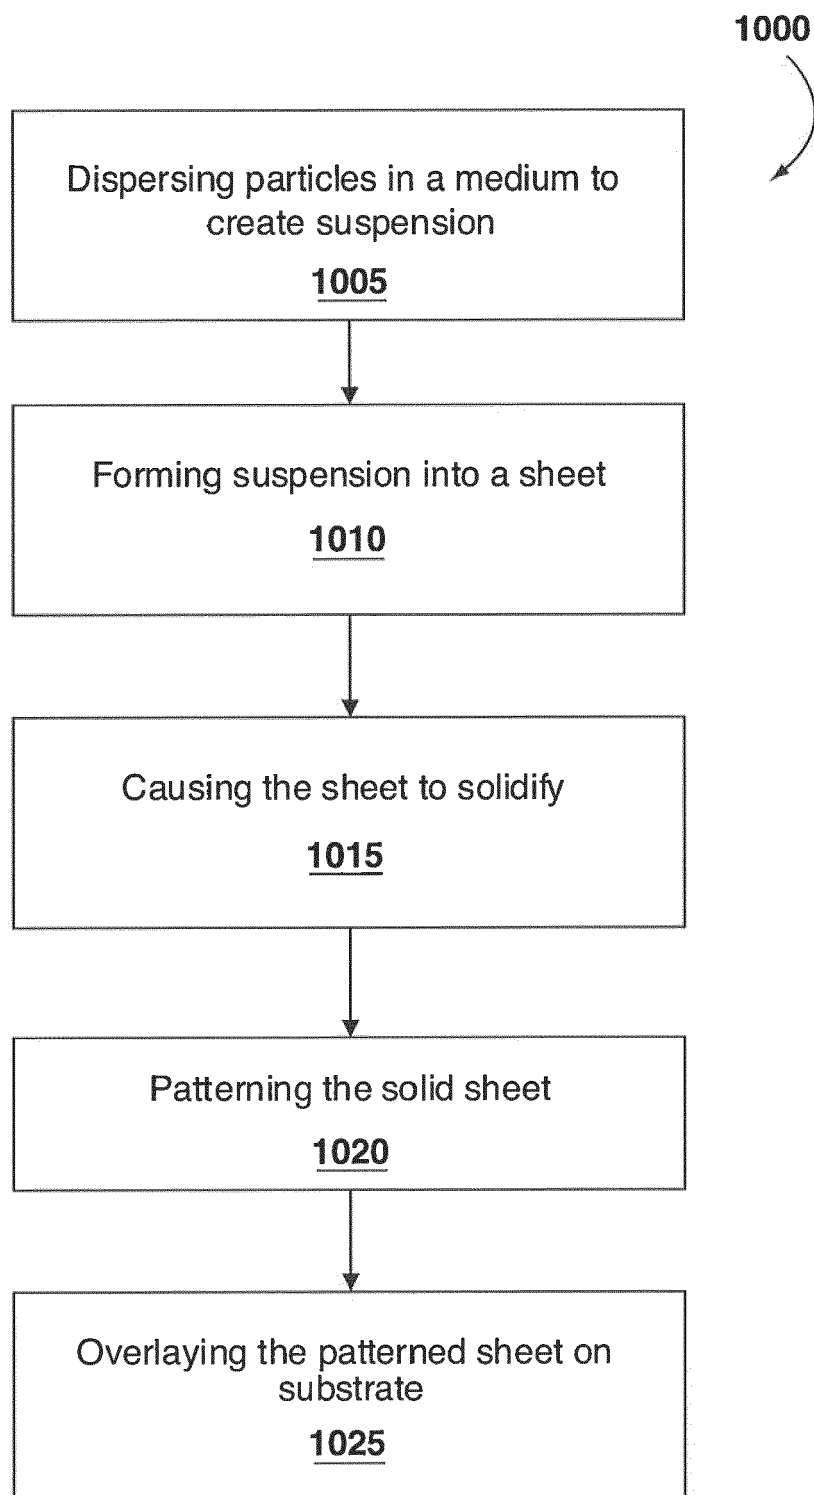 1000
Dispersing particles in a medium to
create suspension
1005
Forming suspension into a sheet
1010
Causing the sheet to solidify
1015
Patterning the solid sheet
1020
Overlaying the patterned sheet on
substrate
1025